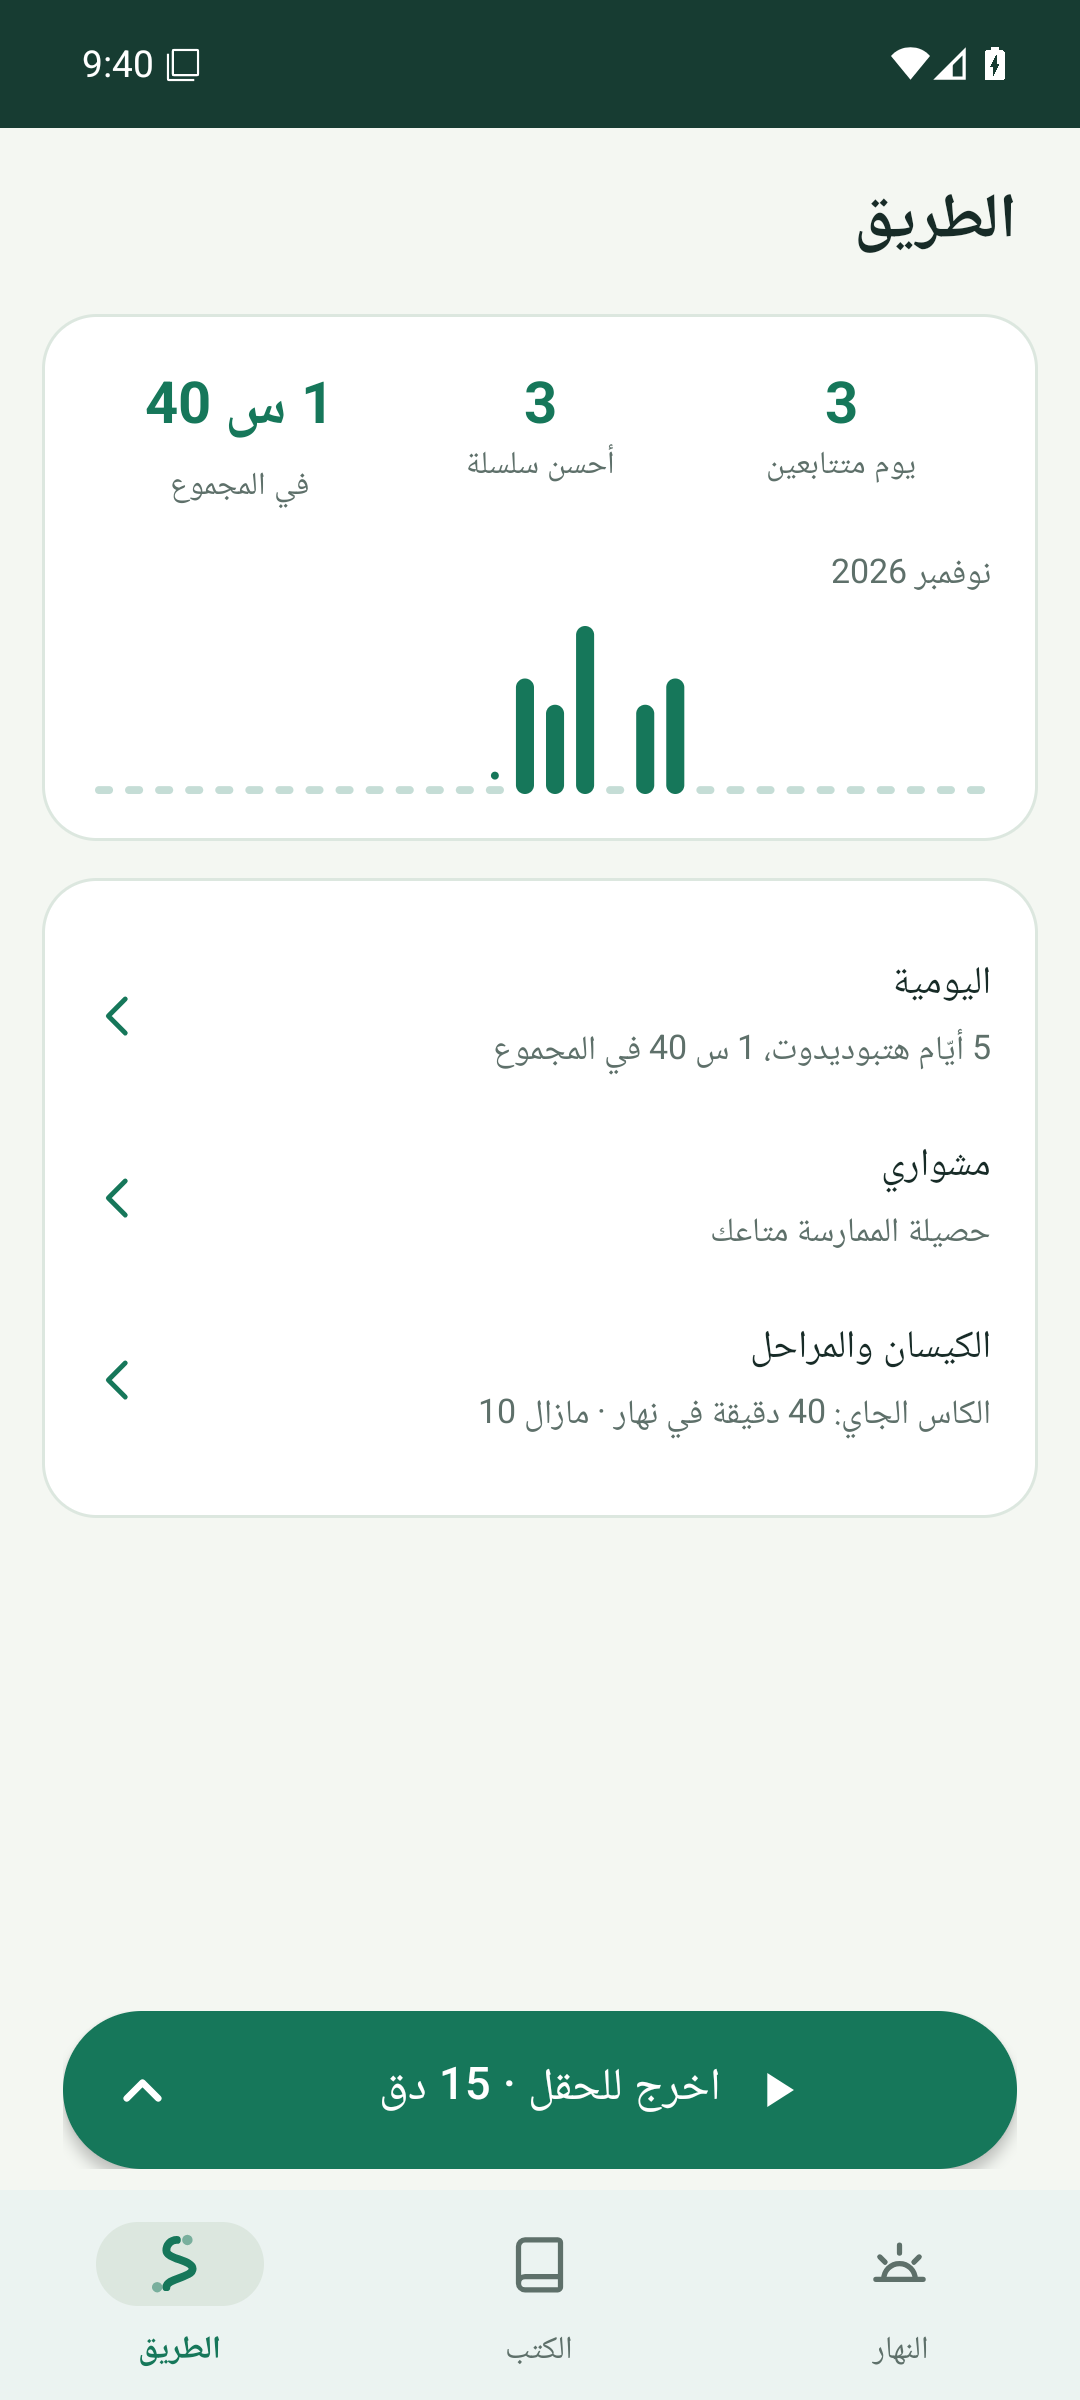 9:40
الطريق
3
يوم متتابعين
3
أحسن سلسلة
1 س 40
في المجموع
نوفمبر 2026
اليومية
5 أيّام هتبوديدوت، 1 س 40 في المجموع
مشواري
حصيلة الممارسة متاعك
الكيسان والمراحل
الكاس الجاي: 40 دقيقة في نهار · مازال 10
اخرج للحقل · 15 دق
النهار
الكتب
الطريق